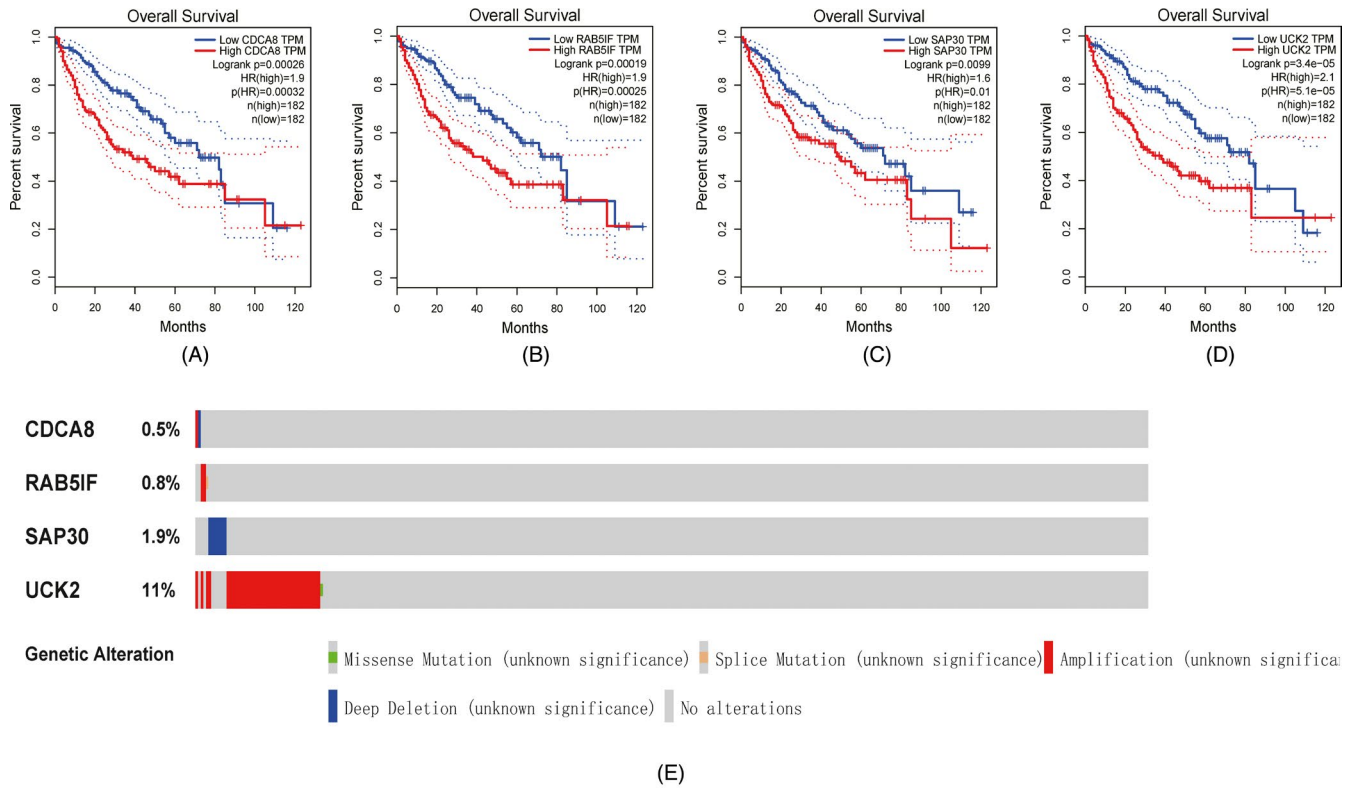 Overall Survival
Percent survival
1.0
0.8
0.6
0.4
0.2
0.0
Low CDCA8 TPM
High CDCA8 TPM
Logrank p=0.00026
HR(high)=1.9
p(HR)=0.00032
n(high)=182
n(low)=182
0 20 40 60 80 100 120
Months
(A)
Overall Survival
Percent survival
1.0
0.8
0.6
0.4
0.2
0.0
Low RAB5IF TPM
High RAB5IF TPM
Logrank p=0.00019
HR(high)=1.9
p(HR)=0.00025
n(high)=182
n(low)=182
0 20 40 60 80 100 120
Months
(B)
Overall Survival
Percent survival
1.0
0.8
0.6
0.4
0.2
0.0
Low SAP30 TPM
High SAP30 TPM
Logrank p=0.0099
HR(high)=1.6
p(HR)=0.01
n(high)=182
n(low)=182
0 20 40 60 80 100 120
Months
(C)
Overall Survival
Percent survival
1.0
0.8
0.6
0.4
0.2
0.0
Low UCK2 TPM
High UCK2 TPM
Logrank p=3.4e−05
HR(high)=2.1
p(HR)=5.1e−05
n(high)=182
n(low)=182
0 20 40 60 80 100 120
Months
(D)
CDCA8 0.5%
RAB5IF 0.8%
SAP30 1.9%
UCK2 11%
Genetic Alteration
Missense Mutation (unknown significance)
Splice Mutation (unknown significance)
Amplification (unknown significa
Deep Deletion (unknown significance)
No alterations
(E)